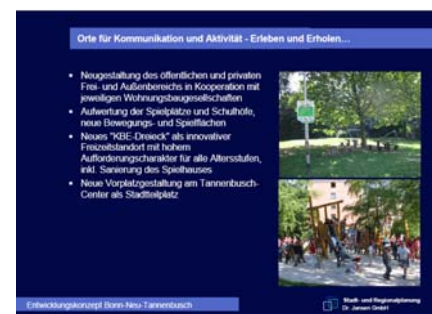 Orte für Kommunikation und Aktivität - Erleben und Erholen…
• Neugestaltung des öffentlichen und privaten
Frei- und Außenbereichs in Kooperation mit
jeweiligen Wohnungsbaugesellschaften
• Aufwertung der Spielplätze und Schulhöfe,
neue Bewegungs- und Spielflächen
• Neues "KBE-Dreieck" als innovativer
Freizeitstandort mit hohem
Aufforderungscharakter für alle Altersstufen,
inkl. Sanierung des Spielhauses
• Neue Vorplatzgestaltung am Tannenbusch-
Center als Stadtteilplatz
Entwicklungskonzept Bonn-Neu-Tannenbusch
Stadt- und Regionalplanung
Dr. Jansen GmbH